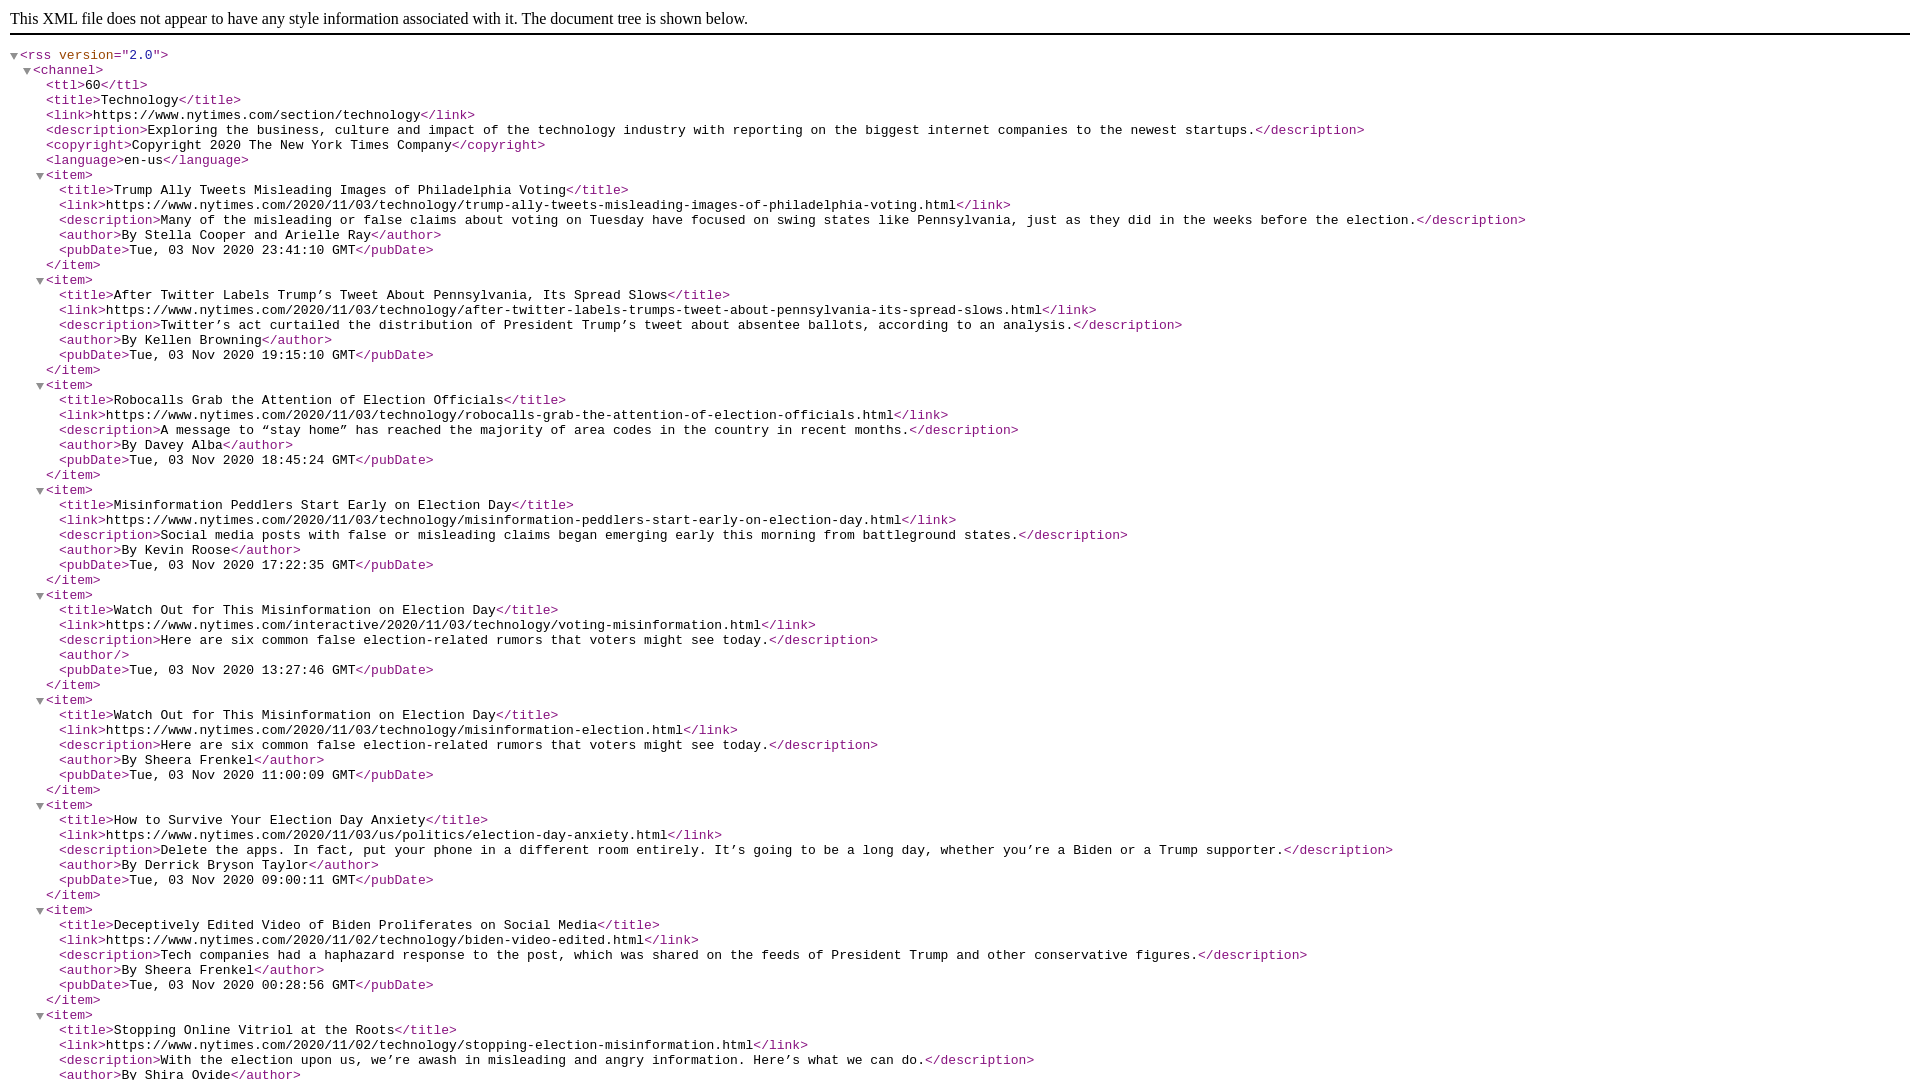 This XML file does not appear to have any style information associated with it. The document tree is shown below.
<rss version="2.0">
<channel>
<ttl>60</ttl>
<title>Technology</title>
<link>https://www.nytimes.com/section/technology</link>
<description>Exploring the business, culture and impact of the technology industry with reporting on the biggest internet companies to the newest startups.</description>
<copyright>Copyright 2020 The New York Times Company</copyright>
<language>en-us</language>
<item>
<title>Trump Ally Tweets Misleading Images of Philadelphia Voting</title>
<link>https://www.nytimes.com/2020/11/03/technology/trump-ally-tweets-misleading-images-of-philadelphia-voting.html</link>
<description>Many of the misleading or false claims about voting on Tuesday have focused on swing states like Pennsylvania, just as they did in the weeks before the election.</description>
<author>By Stella Cooper and Arielle Ray</author>
<pubDate>Tue, 03 Nov 2020 23:41:10 GMT</pubDate>
</item>
<item>
<title>After Twitter Labels Trump’s Tweet About Pennsylvania, Its Spread Slows</title>
<link>https://www.nytimes.com/2020/11/03/technology/after-twitter-labels-trumps-tweet-about-pennsylvania-its-spread-slows.html</link>
<description>Twitter’s act curtailed the distribution of President Trump’s tweet about absentee ballots, according to an analysis.</description>
<author>By Kellen Browning</author>
<pubDate>Tue, 03 Nov 2020 19:15:10 GMT</pubDate>
</item>
<item>
<title>Robocalls Grab the Attention of Election Officials</title>
<link>https://www.nytimes.com/2020/11/03/technology/robocalls-grab-the-attention-of-election-officials.html</link>
<description>A message to “stay home” has reached the majority of area codes in the country in recent months.</description>
<author>By Davey Alba</author>
<pubDate>Tue, 03 Nov 2020 18:45:24 GMT</pubDate>
</item>
<item>
<title>Misinformation Peddlers Start Early on Election Day</title>
<link>https://www.nytimes.com/2020/11/03/technology/misinformation-peddlers-start-early-on-election-day.html</link>
<description>Social media posts with false or misleading claims began emerging early this morning from battleground states.</description>
<author>By Kevin Roose</author>
<pubDate>Tue, 03 Nov 2020 17:22:35 GMT</pubDate>
</item>
<item>
<title>Watch Out for This Misinformation on Election Day</title>
<link>https://www.nytimes.com/interactive/2020/11/03/technology/voting-misinformation.html</link>
<description>Here are six common false election-related rumors that voters might see today.</description>
<author/>
<pubDate>Tue, 03 Nov 2020 13:27:46 GMT</pubDate>
</item>
<item>
<title>Watch Out for This Misinformation on Election Day</title>
<link>https://www.nytimes.com/2020/11/03/technology/misinformation-election.html</link>
<description>Here are six common false election-related rumors that voters might see today.</description>
<author>By Sheera Frenkel</author>
<pubDate>Tue, 03 Nov 2020 11:00:09 GMT</pubDate>
</item>
<item>
<title>How to Survive Your Election Day Anxiety</title>
<link>https://www.nytimes.com/2020/11/03/us/politics/election-day-anxiety.html</link>
<description>Delete the apps. In fact, put your phone in a different room entirely. It’s going to be a long day, whether you’re a Biden or a Trump supporter.</description>
<author>By Derrick Bryson Taylor</author>
<pubDate>Tue, 03 Nov 2020 09:00:11 GMT</pubDate>
</item>
<item>
<title>Deceptively Edited Video of Biden Proliferates on Social Media</title>
<link>https://www.nytimes.com/2020/11/02/technology/biden-video-edited.html</link>
<description>Tech companies had a haphazard response to the post, which was shared on the feeds of President Trump and other conservative figures.</description>
<author>By Sheera Frenkel</author>
<pubDate>Tue, 03 Nov 2020 00:28:56 GMT</pubDate>
</item>
<item>
<title>Stopping Online Vitriol at the Roots</title>
<link>https://www.nytimes.com/2020/11/02/technology/stopping-election-misinformation.html</link>
<description>With the election upon us, we’re awash in misleading and angry information. Here’s what we can do.</description>
<author>By Shira Ovide</author>